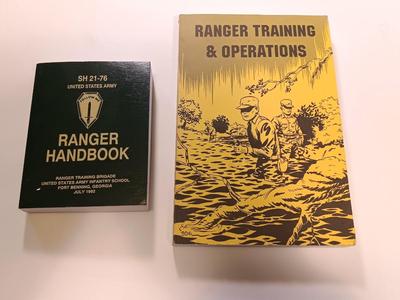 SH 21-76
UNITED STATES ARMY
RANGER
HANDBOOK
RANGER TRAINING BRIGADE
UNITED STATES ARMY INFANTRY SCHOOL
FORT BENNING, GEORGIA
JULY 1992
RANGER TRAINING
& OPERATIONS